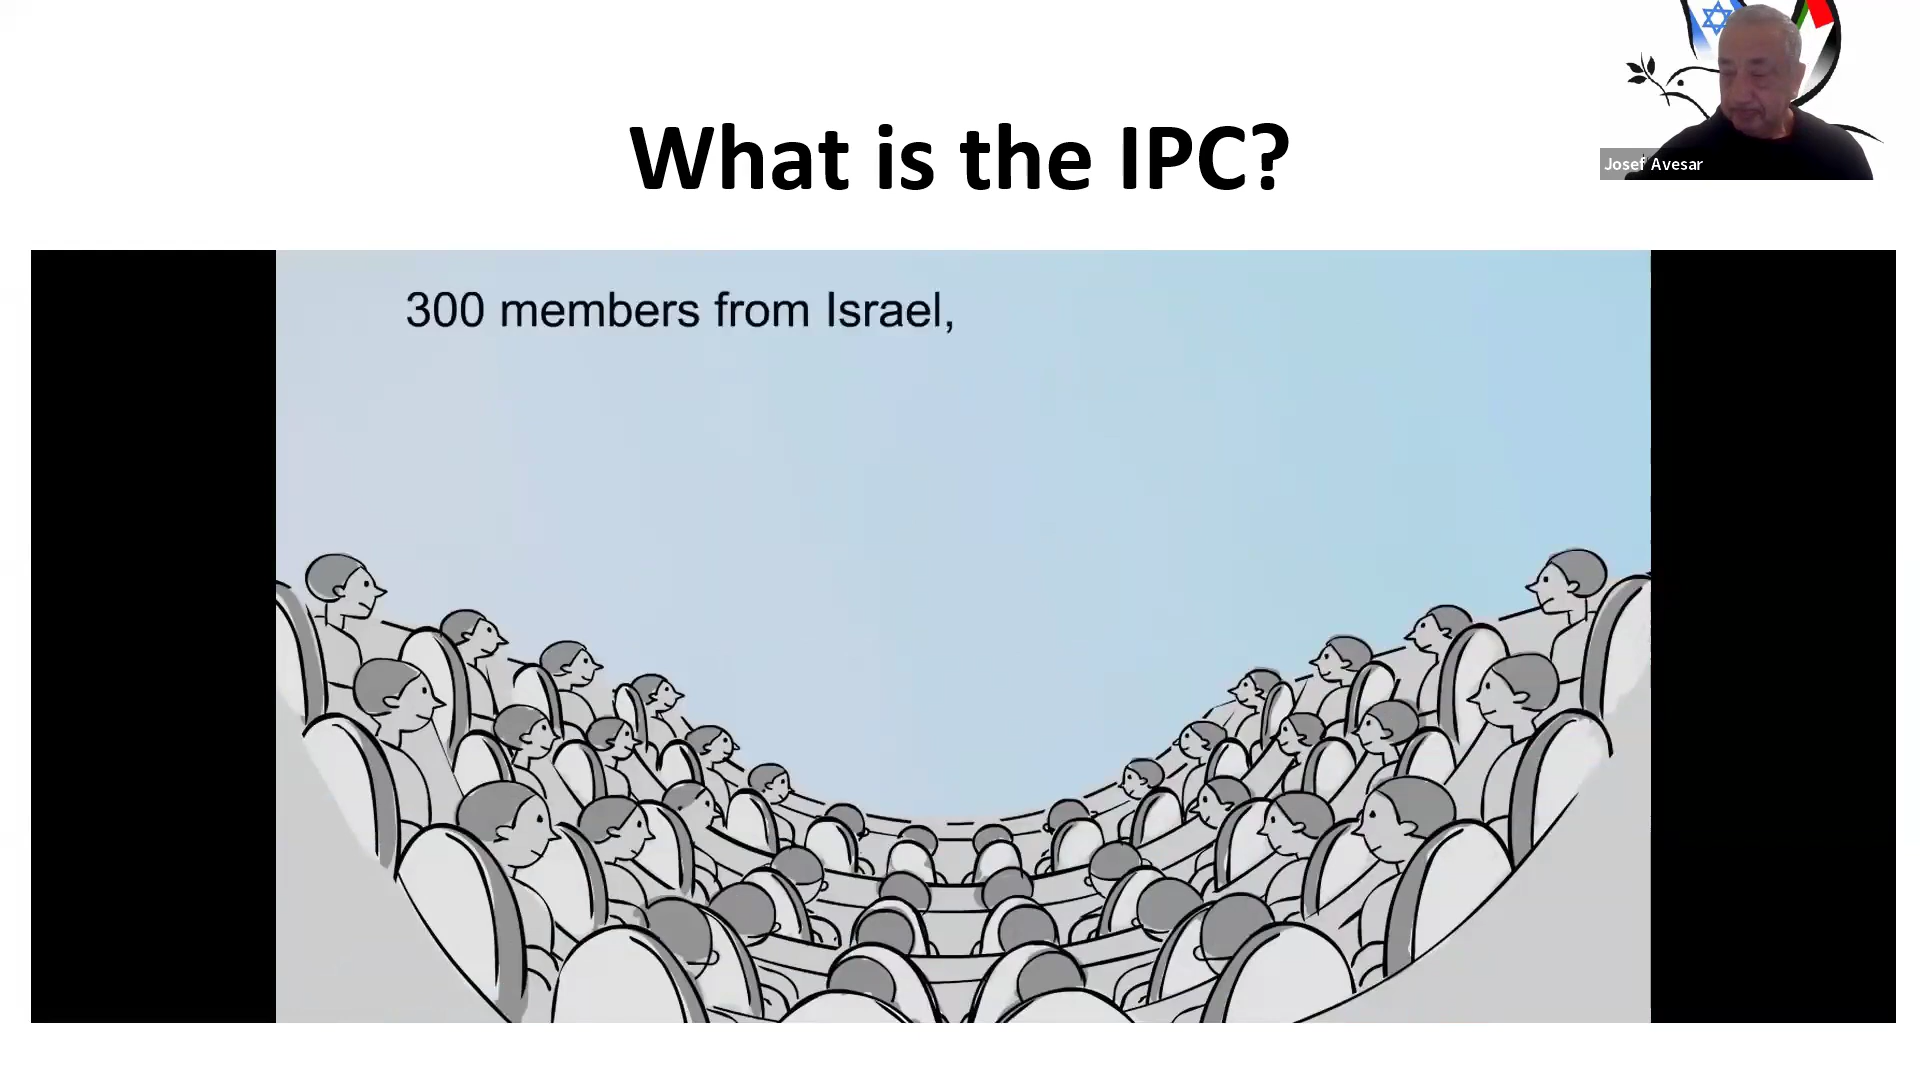 What is the IPC?
Josef Avesar
300 members from Israel,